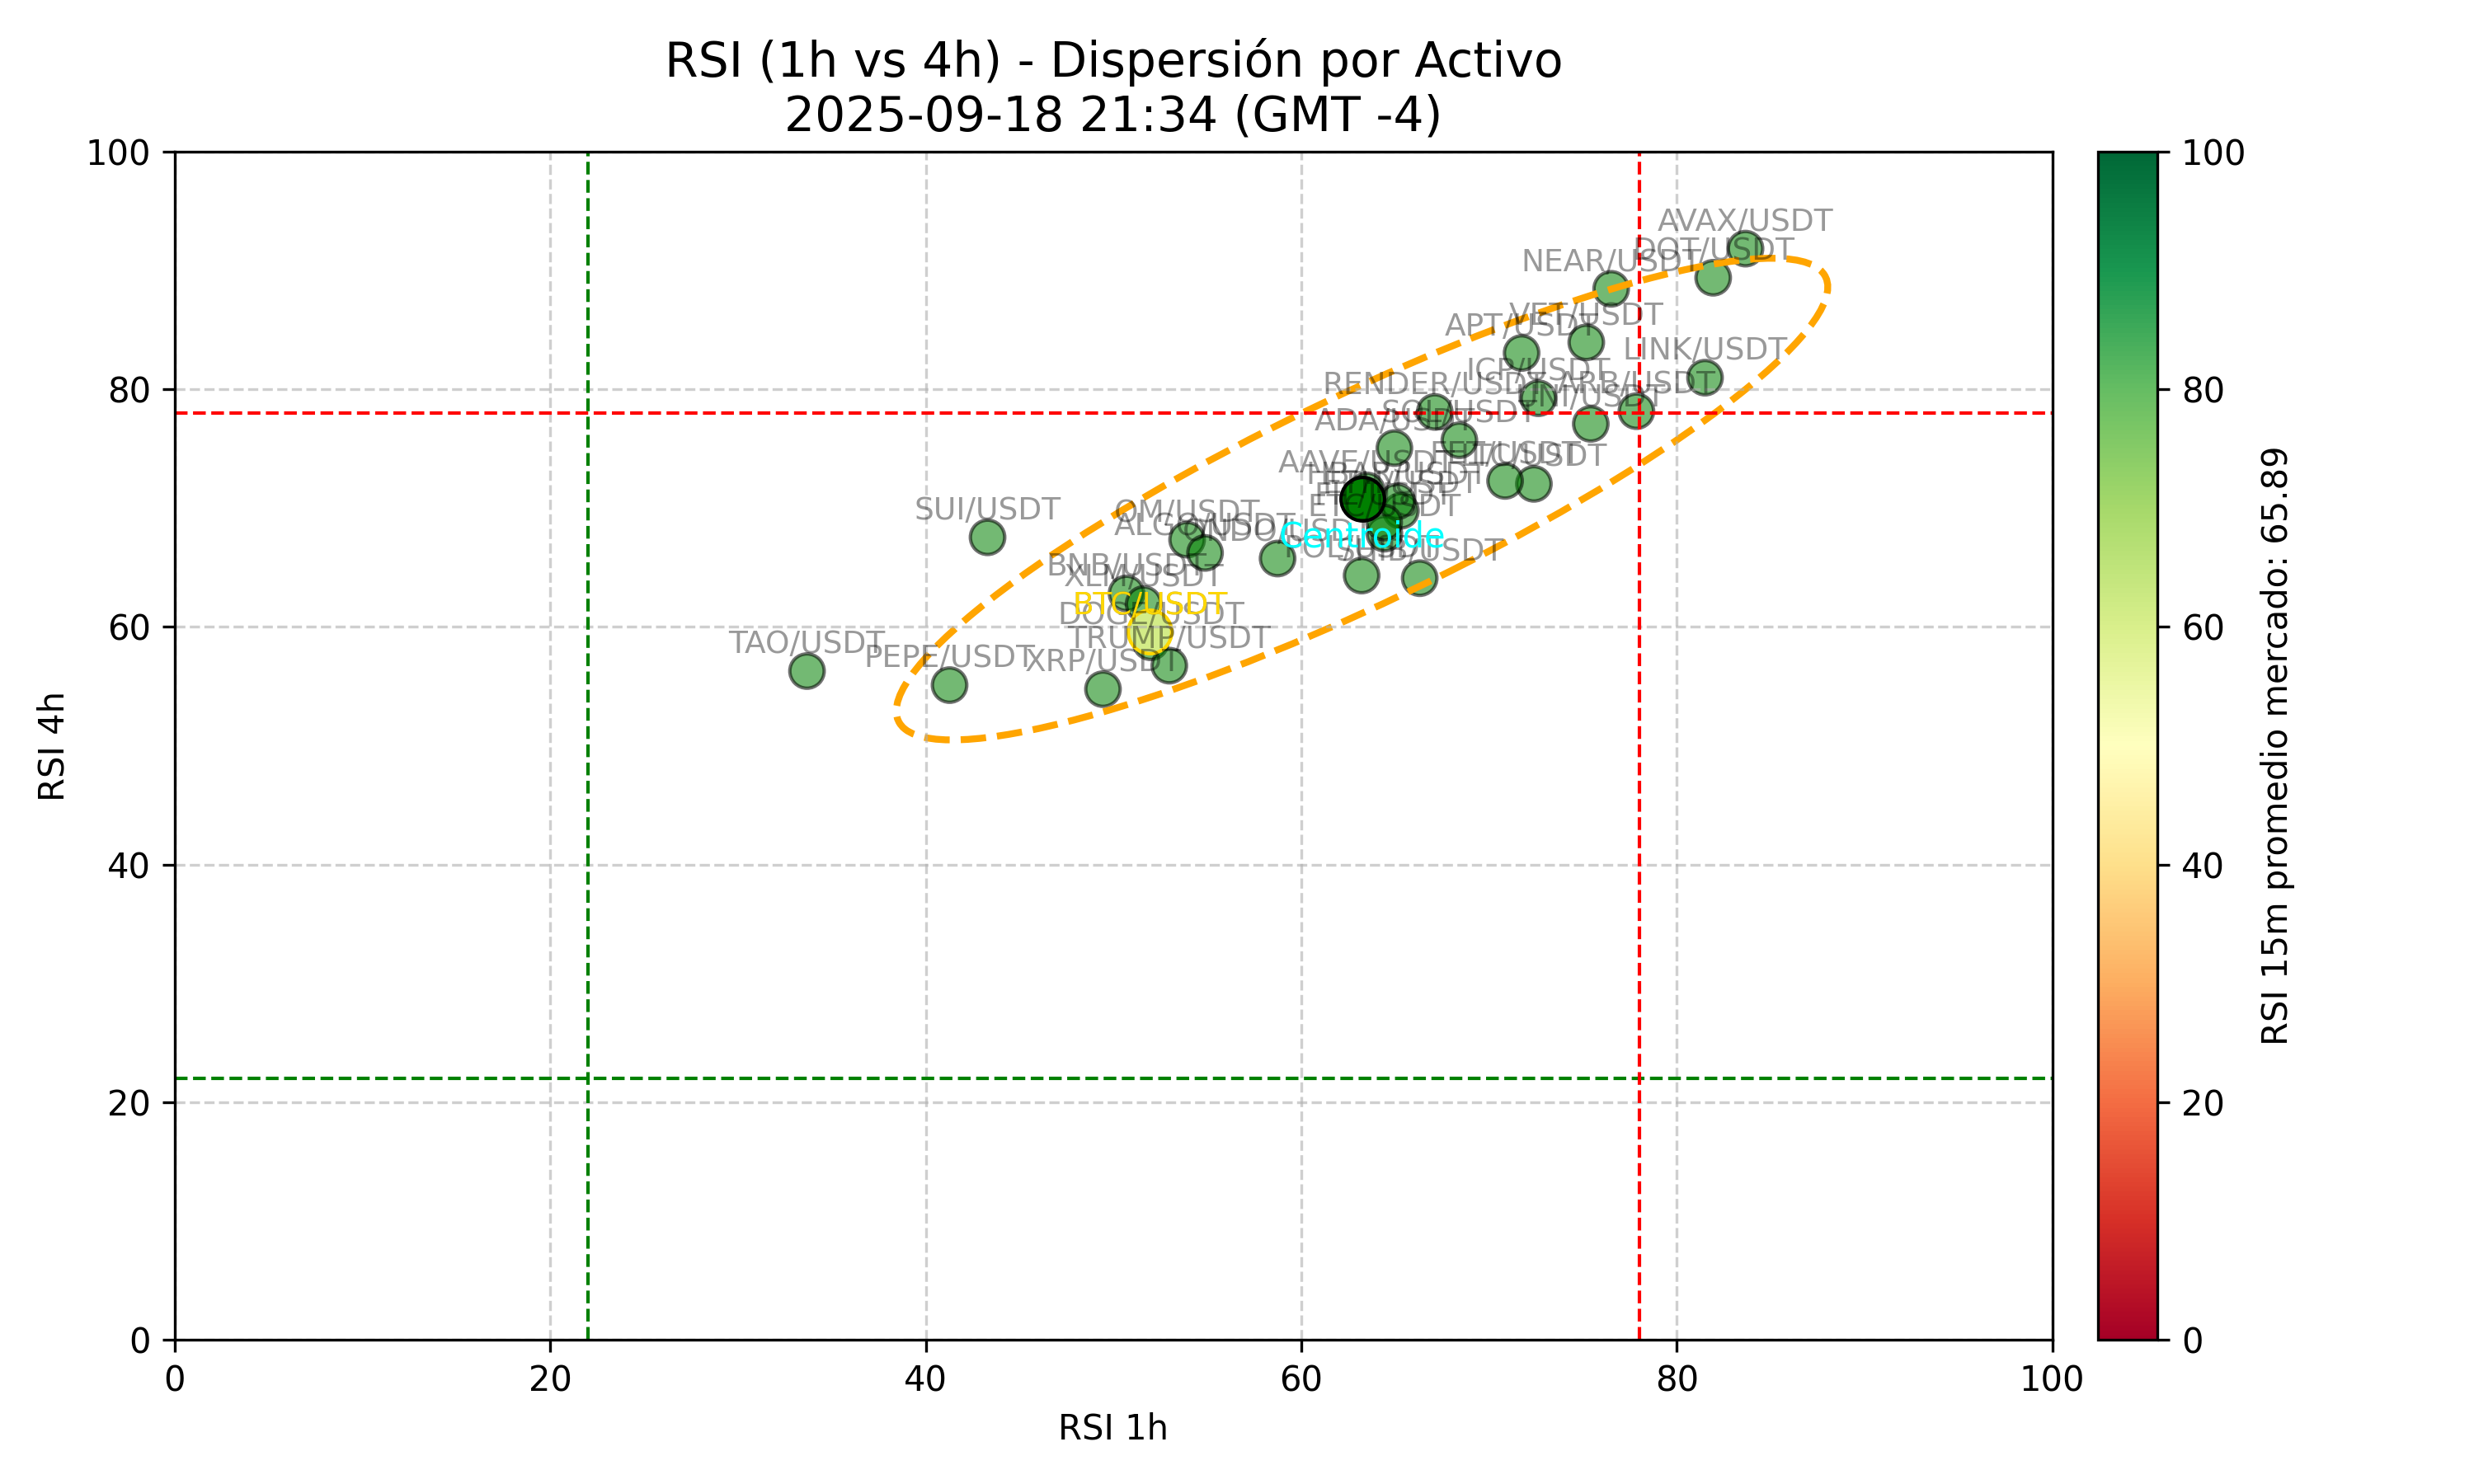 RSI (1h vs 4h) - Dispersión por Activo
2025-09-18 21:34 (GMT -4)
100
80
60
40
20
0
RSI 4h
0
20
40
60
80
100
RSI 1h
AVAX/USDT
DOT/USDT
NEAR/USDT
VET/USDT
APT/USDT
LINK/USDT
ICP/USDT
RENDER/USDT
ARB/USDT
UNI/USDT
SOL/USDT
ADA/USDT
AAVE/USDT
SUI/USDT
OM/USDT
ALGO/USDT
Centroide
SHIB/USDT
BNB/USDT
XLM/USDT
BTC/USDT
DOGE/USDT
TRUMP/USDT
TAO/USDT
PEPE/USDT
XRP/USDT
100
80
60
40
20
0
RSI 15m promedio mercado: 65.89